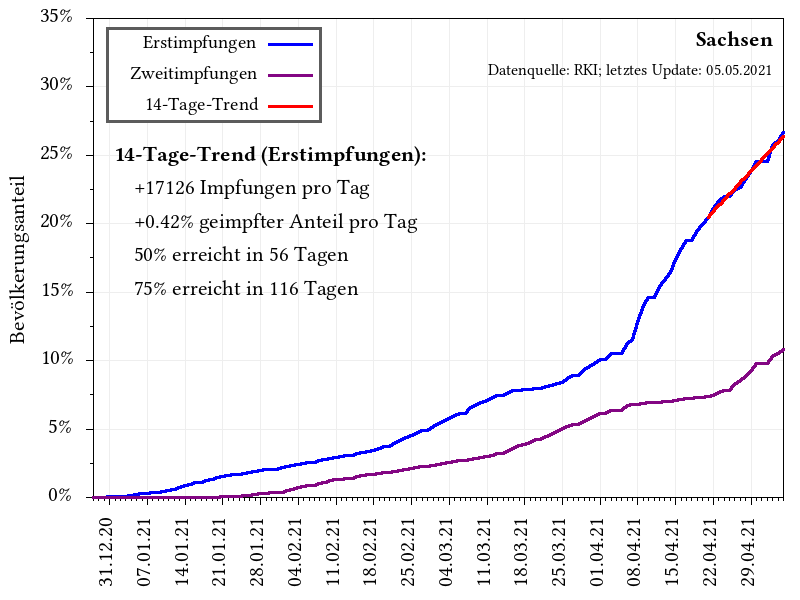 35%
30%
25%
20%
15%
10%
5%
0%
Bevölkerungsanteil
Erstimpfungen
Zweitimpfungen
14-Tage-Trend
Sachsen
Datenquelle: RKI; letztes Update: 05.05.2021
14-Tage-Trend (Erstimpfungen):
+17126 Impfungen pro Tag
+0.42% geimpfter Anteil pro Tag
50% erreicht in 56 Tagen
75% erreicht in 116 Tagen
31.12.20
07.01.21
14.01.21
21.01.21
28.01.21
04.02.21
11.02.21
18.02.21
25.02.21
04.03.21
11.03.21
18.03.21
25.03.21
01.04.21
08.04.21
15.04.21
22.04.21
29.04.21